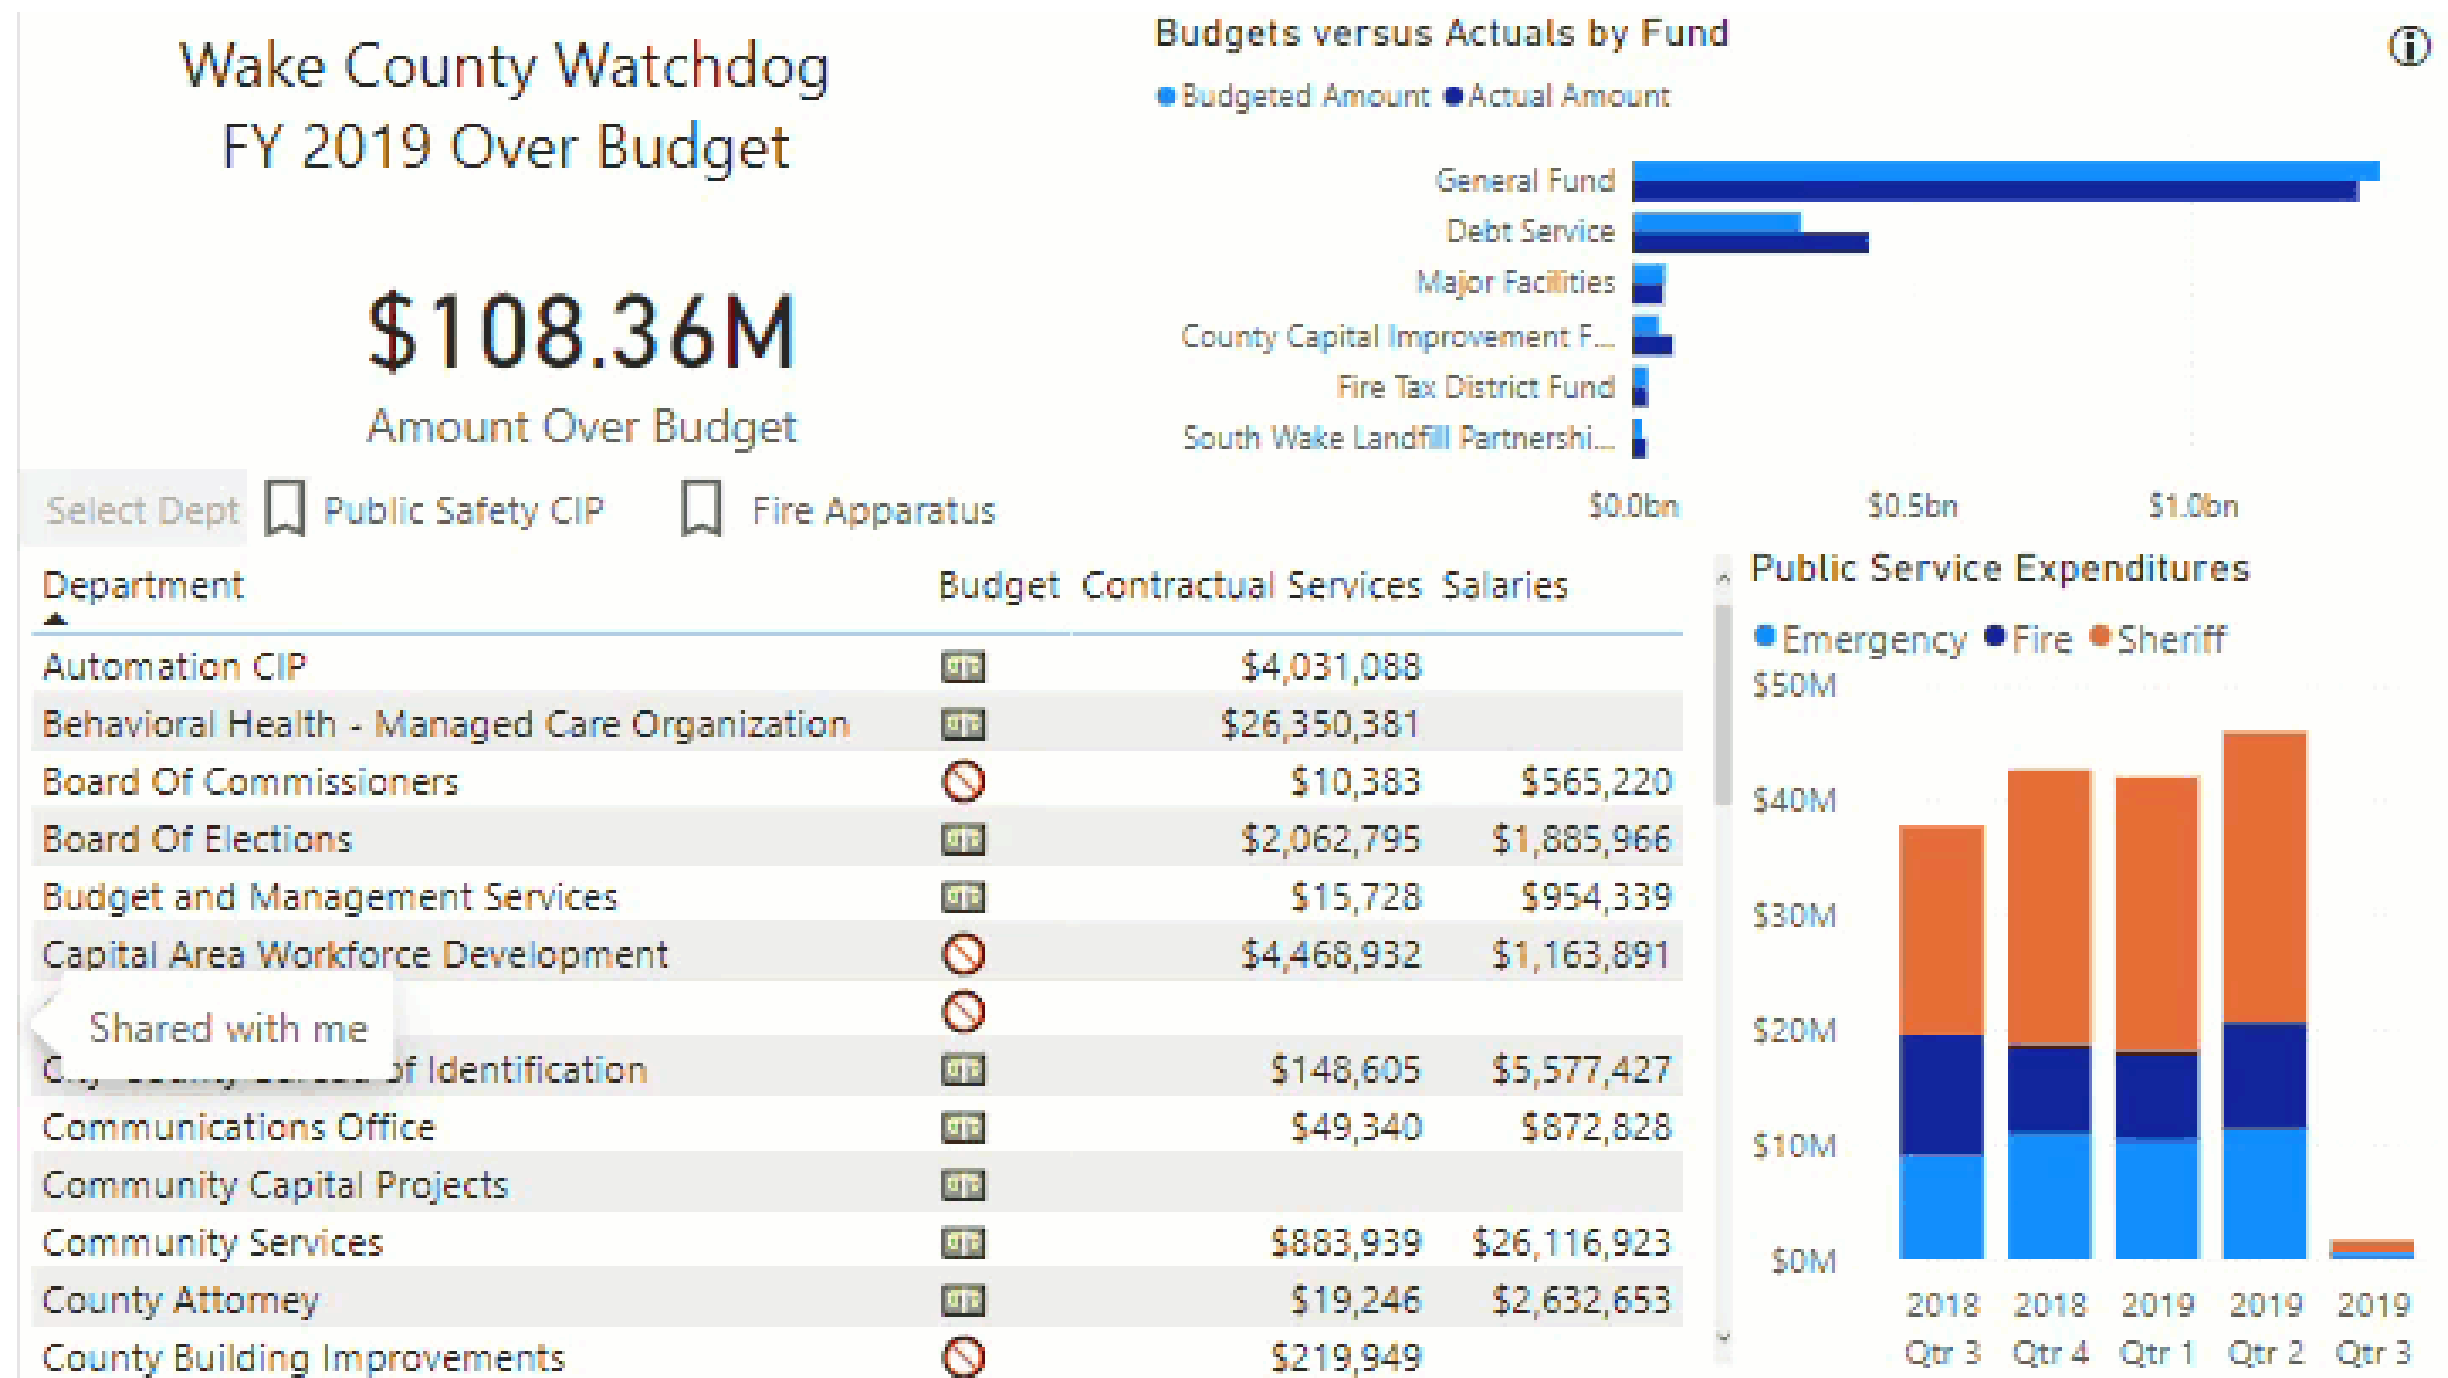 Wake County Watchdog
FY 2019 Over Budget
$108.36M
Amount Over Budget
Budgets versus Actuals by Fund
Budgeted Amount Actual Amount
General Fund
Debt Service
Major Facilities
County Capital Improvement F...
Fire Tax District Fund
South Wake Landfill Partnershi...
$0.0bn $0.5bn $1.0bn
Select Dept Public Safety CIP Fire Apparatus
Department Budget Contractual Services Salaries
Automation CIP $4,031,088
Behavioral Health - Managed Care Organization $26,350,381
Board Of Commissioners $10,383 $565,220
Board Of Elections $2,062,795 $1,885,966
Budget and Management Services $15,728 $954,339
Capital Area Workforce Development $4,468,932 $1,163,891
Shared with me
of Identification $148,605 $5,577,427
Communications Office $49,340 $872,828
Community Capital Projects
Community Services $883,939 $26,116,923
County Attorney $19,246 $2,632,653
County Building Improvements $219,949
Public Service Expenditures
Emergency Fire Sheriff
$50M
$40M
$30M
$20M
$10M
$0M
2018 2018 2019 2019 2019
Qtr 3 Qtr 4 Qtr 1 Qtr 2 Qtr 3